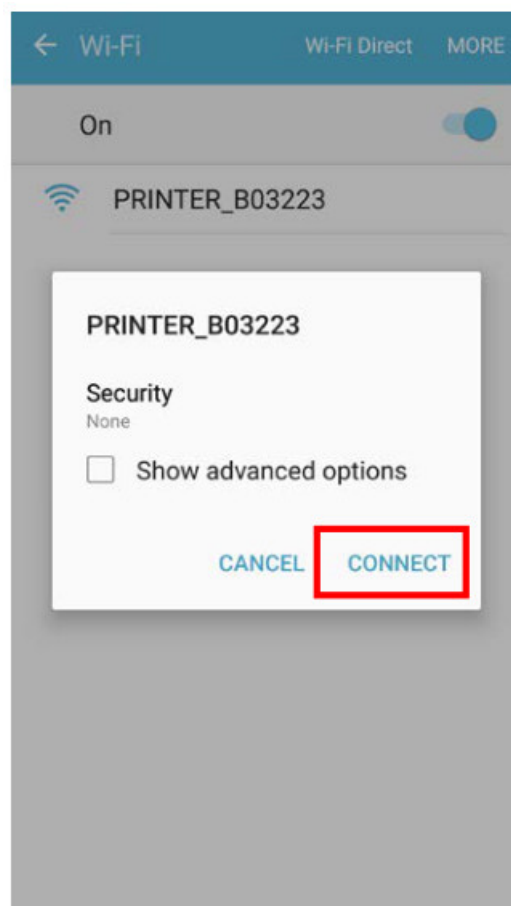 Wi-Fi Wi-Fi Direct MORE
On
PRINTER_B03223
PRINTER_B03223
Security
None
Show advanced options
CANCEL CONNECT